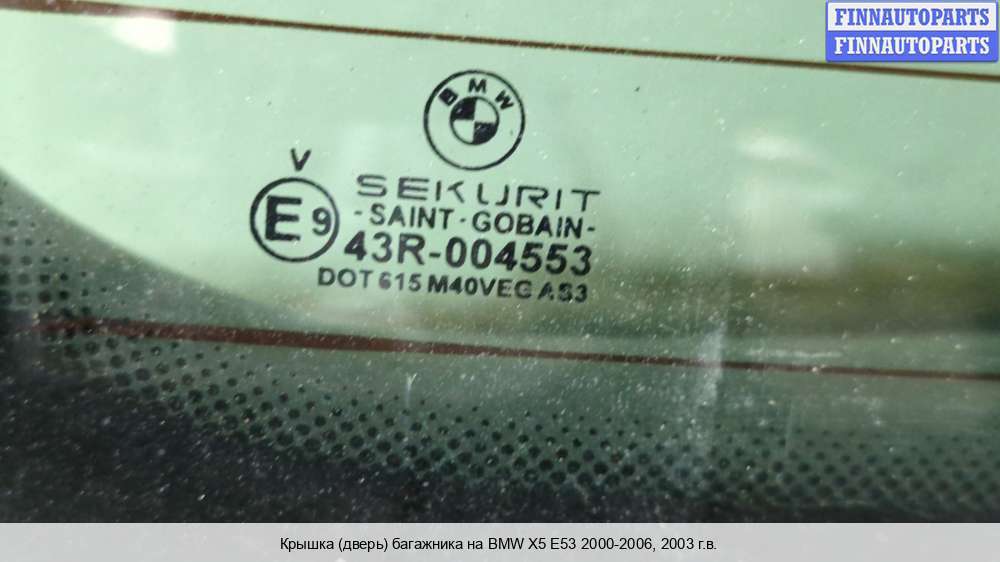 FINNAUTOPARTS
FINNAUTOPARTS
BMW
V
SEKURIT
E9
- SAINT - GOBAIN -
43R-004553
DOT 615 M40VEG AS3
Крышка (дверь) багажника на BMW X5 E53 2000-2006, 2003 г.в.